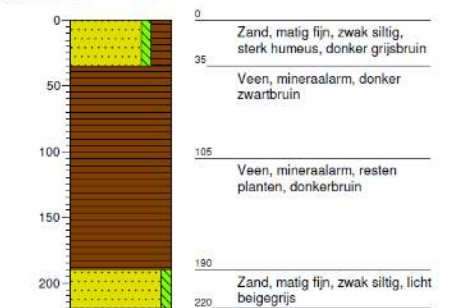 0
0
Zand, matig fijn, zwak siltig,
sterk humeus, donker grijsbruin
35
Veen, mineraalarm, donker
zwartbruin
50
100
105
Veen, mineraalarm, resten
planten, donkerbruin
150
190
200
Zand, matig fijn, zwak siltig, licht
beigegrijs
220